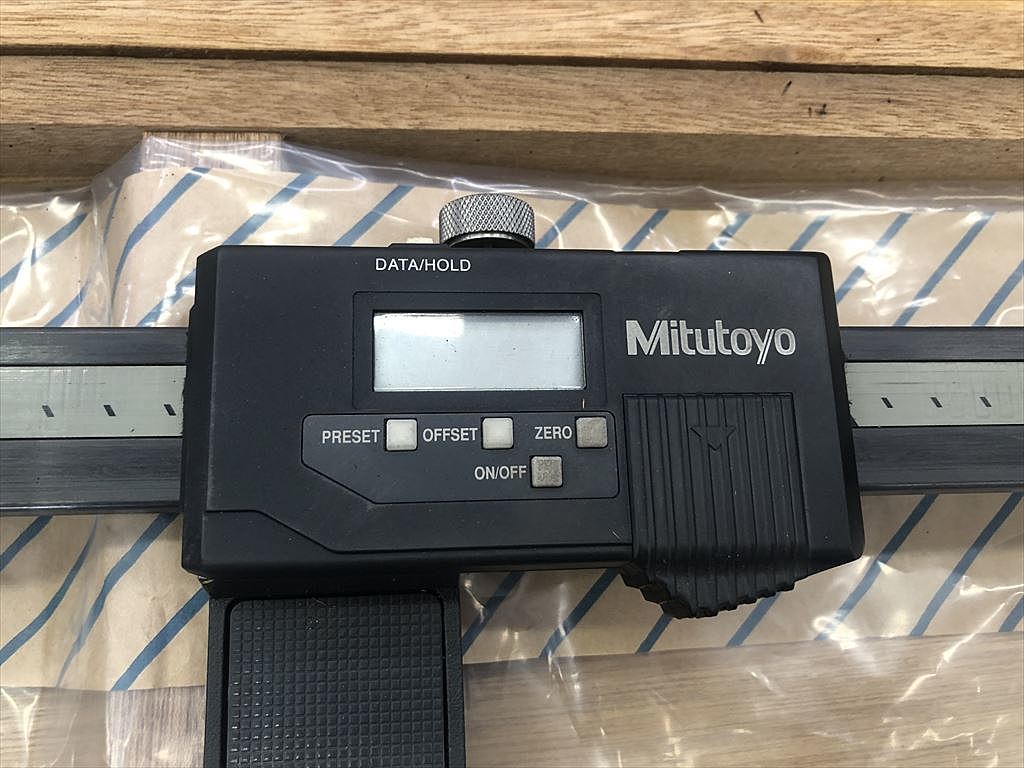 DATA/HOLD
Mitutoyo
PRESET OFFSET ZERO
ON/OFF